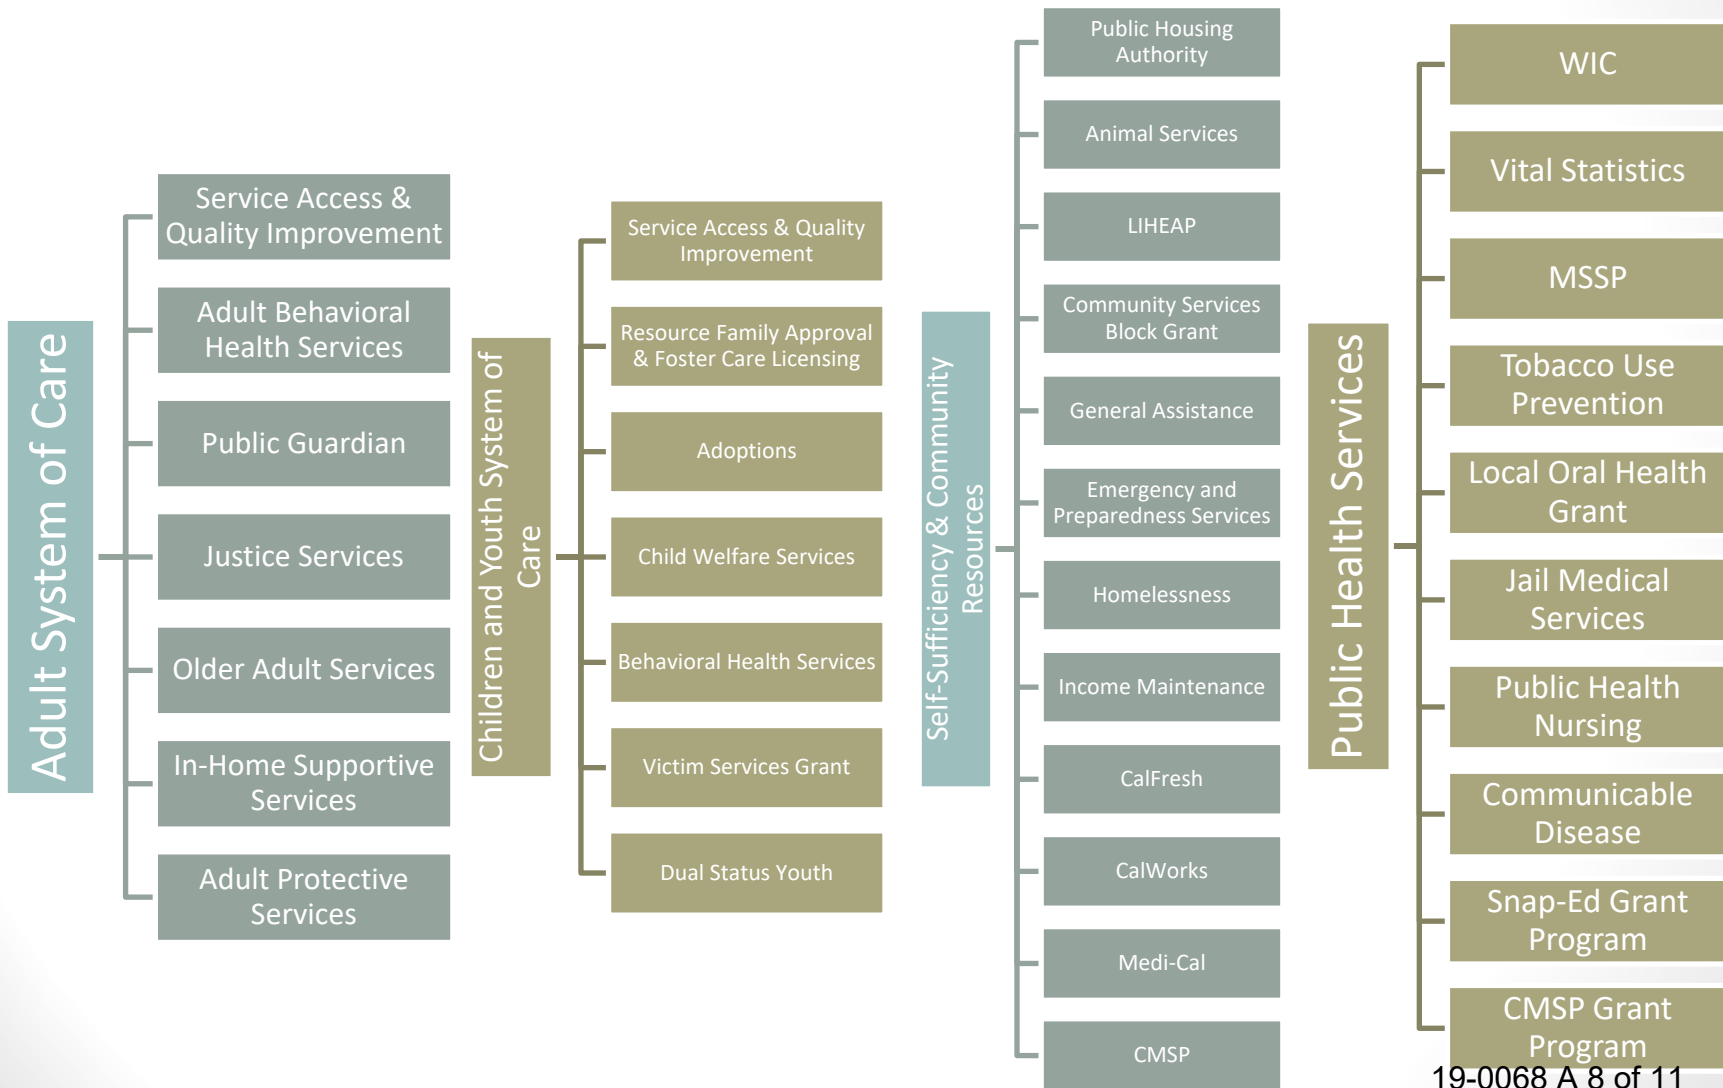 Adult System of Care
Service Access &
Quality Improvement
Adult Behavioral
Health Services
Public Guardian
Justice Services
Older Adult Services
In-Home Supportive
Services
Adult Protective
Services
Children and Youth System of
Care
Service Access & Quality
Improvement
Resource Family Approval
& Foster Care Licensing
Adoptions
Child Welfare Services
Behavioral Health Services
Victim Services Grant
Dual Status Youth
Self-Sufficiency & Community
Resources
Public Housing
Authority
Animal Services
LIHEAP
Community Services
Block Grant
General Assistance
Emergency and
Preparedness Services
Homelessness
Income Maintenance
CalFresh
CalWorks
Medi-Cal
CMSP
Public Health Services
WIC
Vital Statistics
MSSP
Tobacco Use
Prevention
Local Oral Health
Grant
Jail Medical
Services
Public Health
Nursing
Communicable
Disease
Snap-Ed Grant
Program
CMSP Grant
Program
19-0068 A 8 of 11